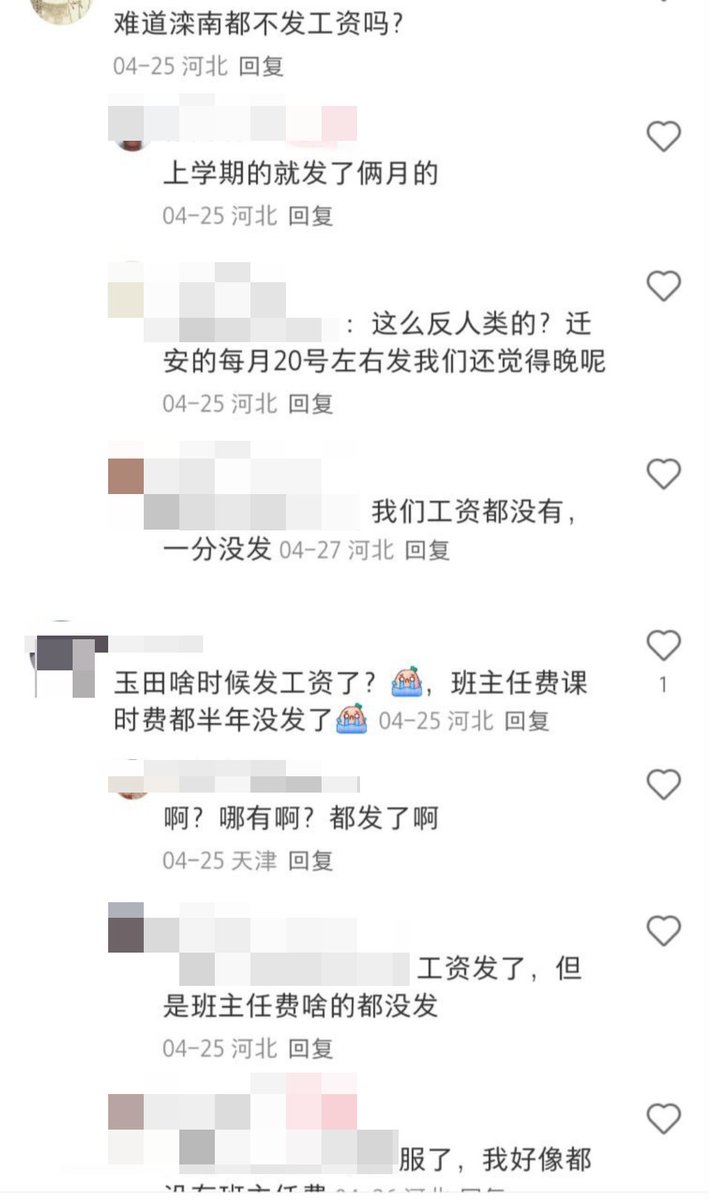 难道滦南都不发工资吗？
04-25 河北 回复
上学期的就发了俩月的
04-25 河北 回复
：这么反人类的？迁
安的每月20号左右发我们还觉得晚呢
04-25 河北 回复
我们工资都没有，
一分没发 04-27 河北 回复
玉田啥时候发工资了？，班主任费课
1
时费都半年没发了 04-25 河北 回复
啊？哪有啊？都发了啊
04-25 天津 回复
工资发了，但
是班主任费啥的都没发
04-25 河北 回复
服了，我好像都
没有班主任费